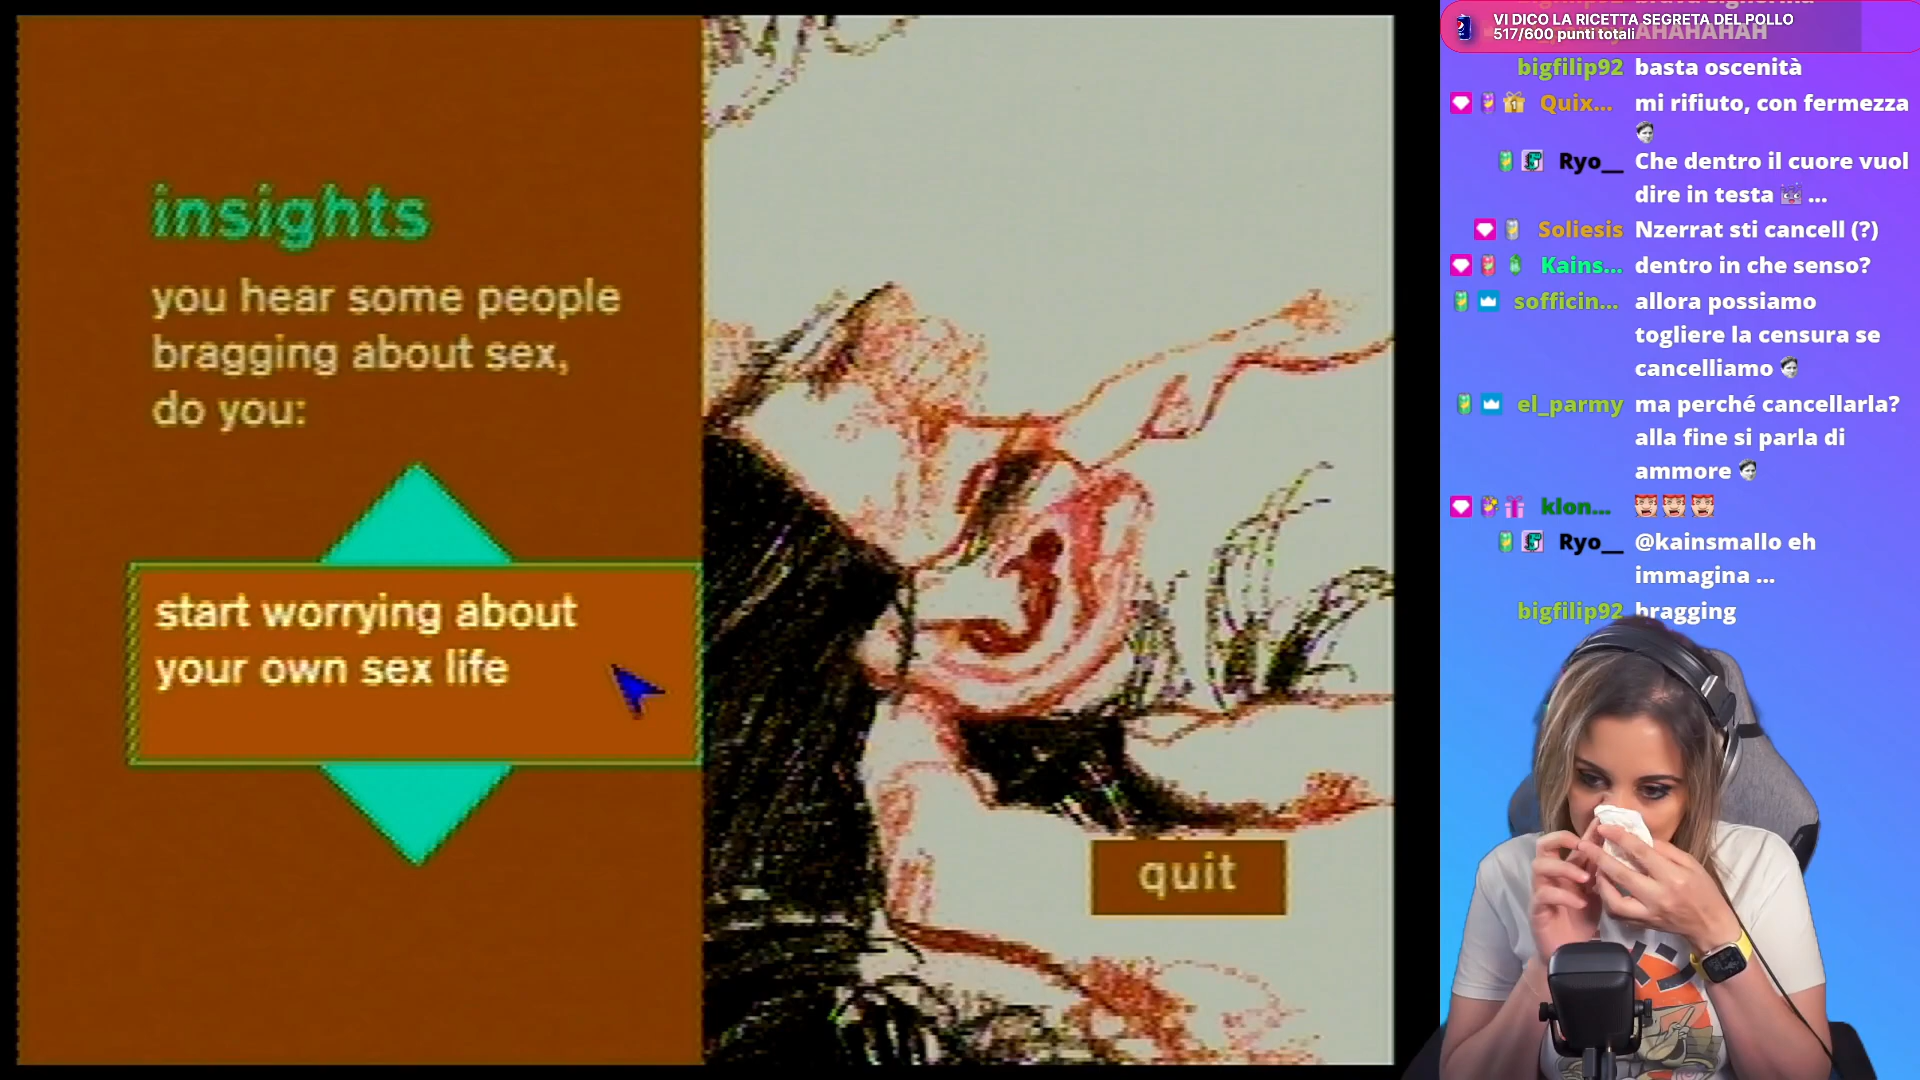 insights
you hear some people
bragging about sex,
do you:
start worrying about
your own sex life
quit
VI DICO LA RICETTA SEGRETA DEL POLLO
517/600 punti totali
AHAHAHAH
bigfilip92 basta oscenità
Quix... mi rifiuto, con fermezza
Ryo__ Che dentro il cuore vuol
dire in testa ...
Soliesis Nzerrat sti cancell (?)
Kains... dentro in che senso?
sofficin... allora possiamo
togliere la censura se
cancelliamo
el_parmy ma perché cancellarla?
alla fine si parla di
ammore
klon...
Ryo__ @kainsmallo eh
immagina ...
bigfilip92 bragging